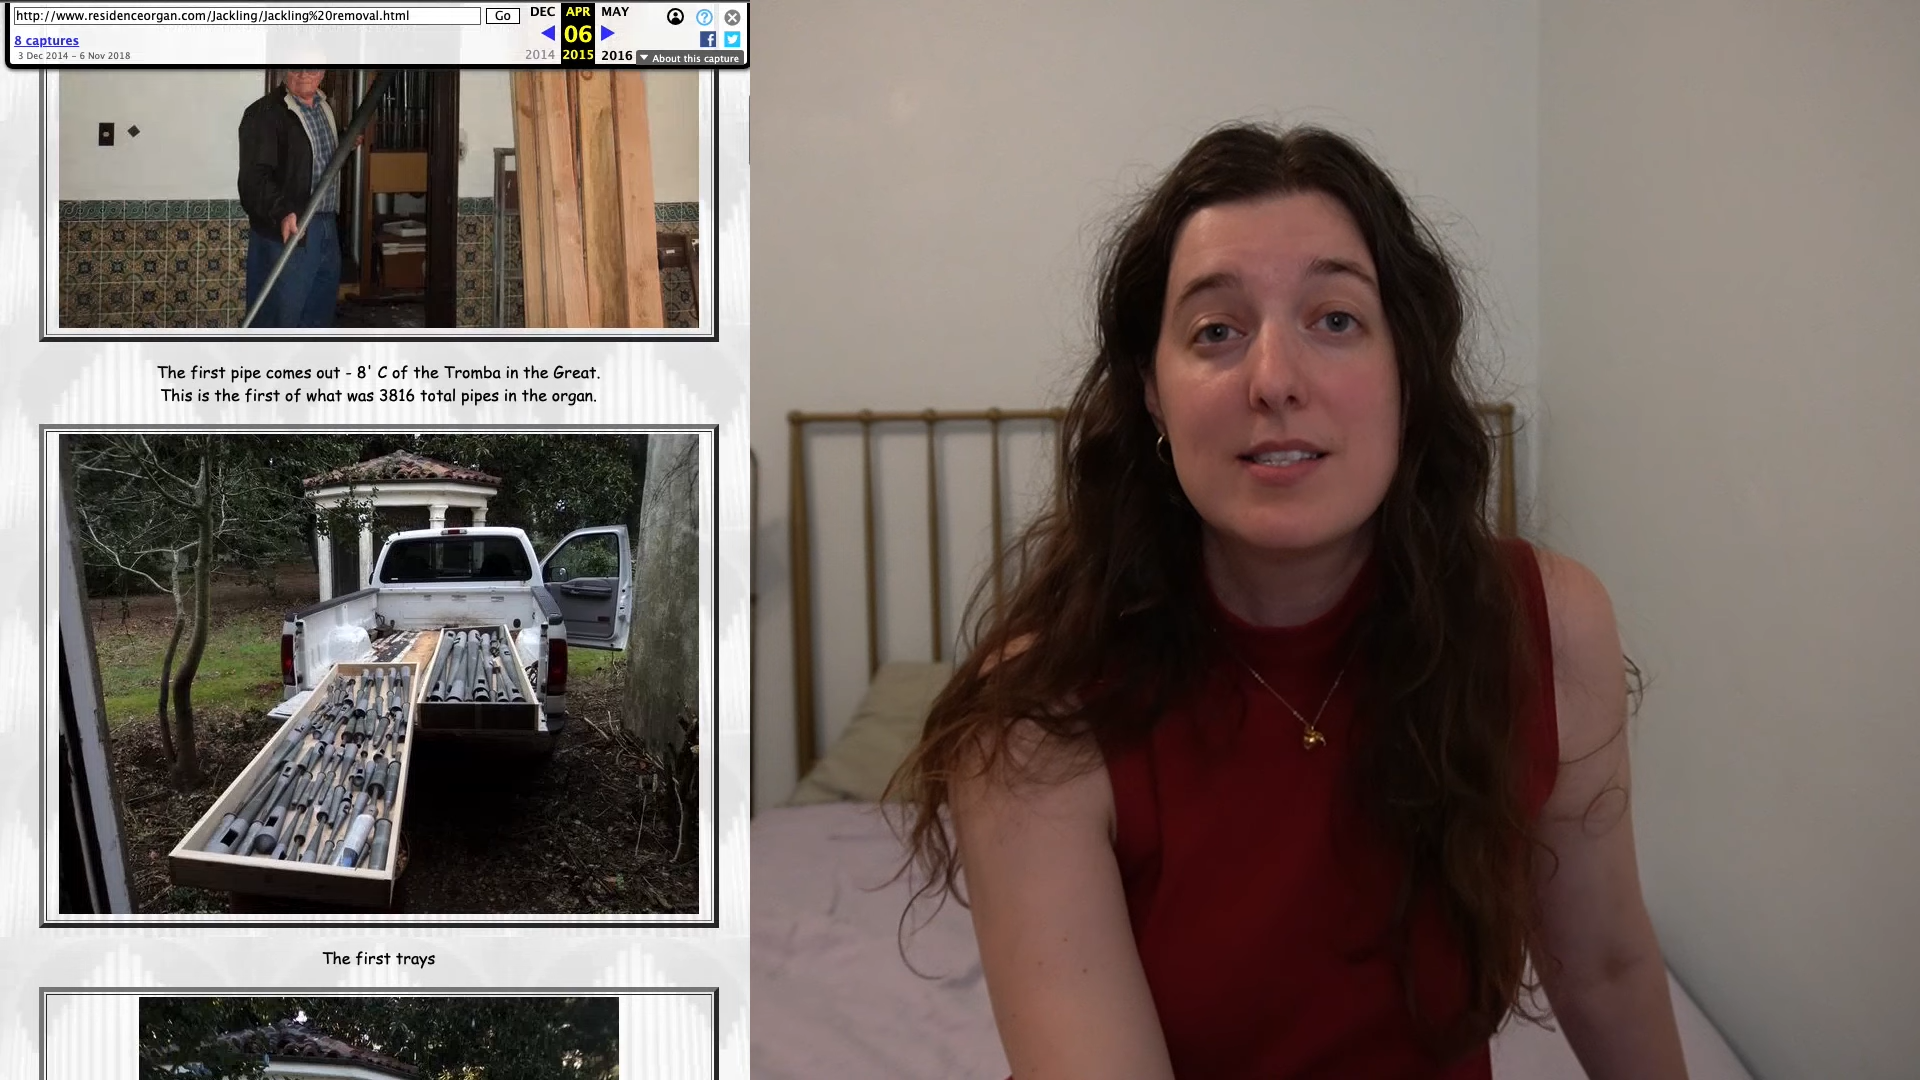 http://www.residenceorgan.com/Jackling/Jackling%20removal.html
Go
DEC APR MAY
8 captures
06
3 Dec 2014 – 6 Nov 2018
2014 2015 2016
About this capture
The first pipe comes out - 8' C of the Tromba in the Great.
This is the first of what was 3816 total pipes in the organ.
The first trays